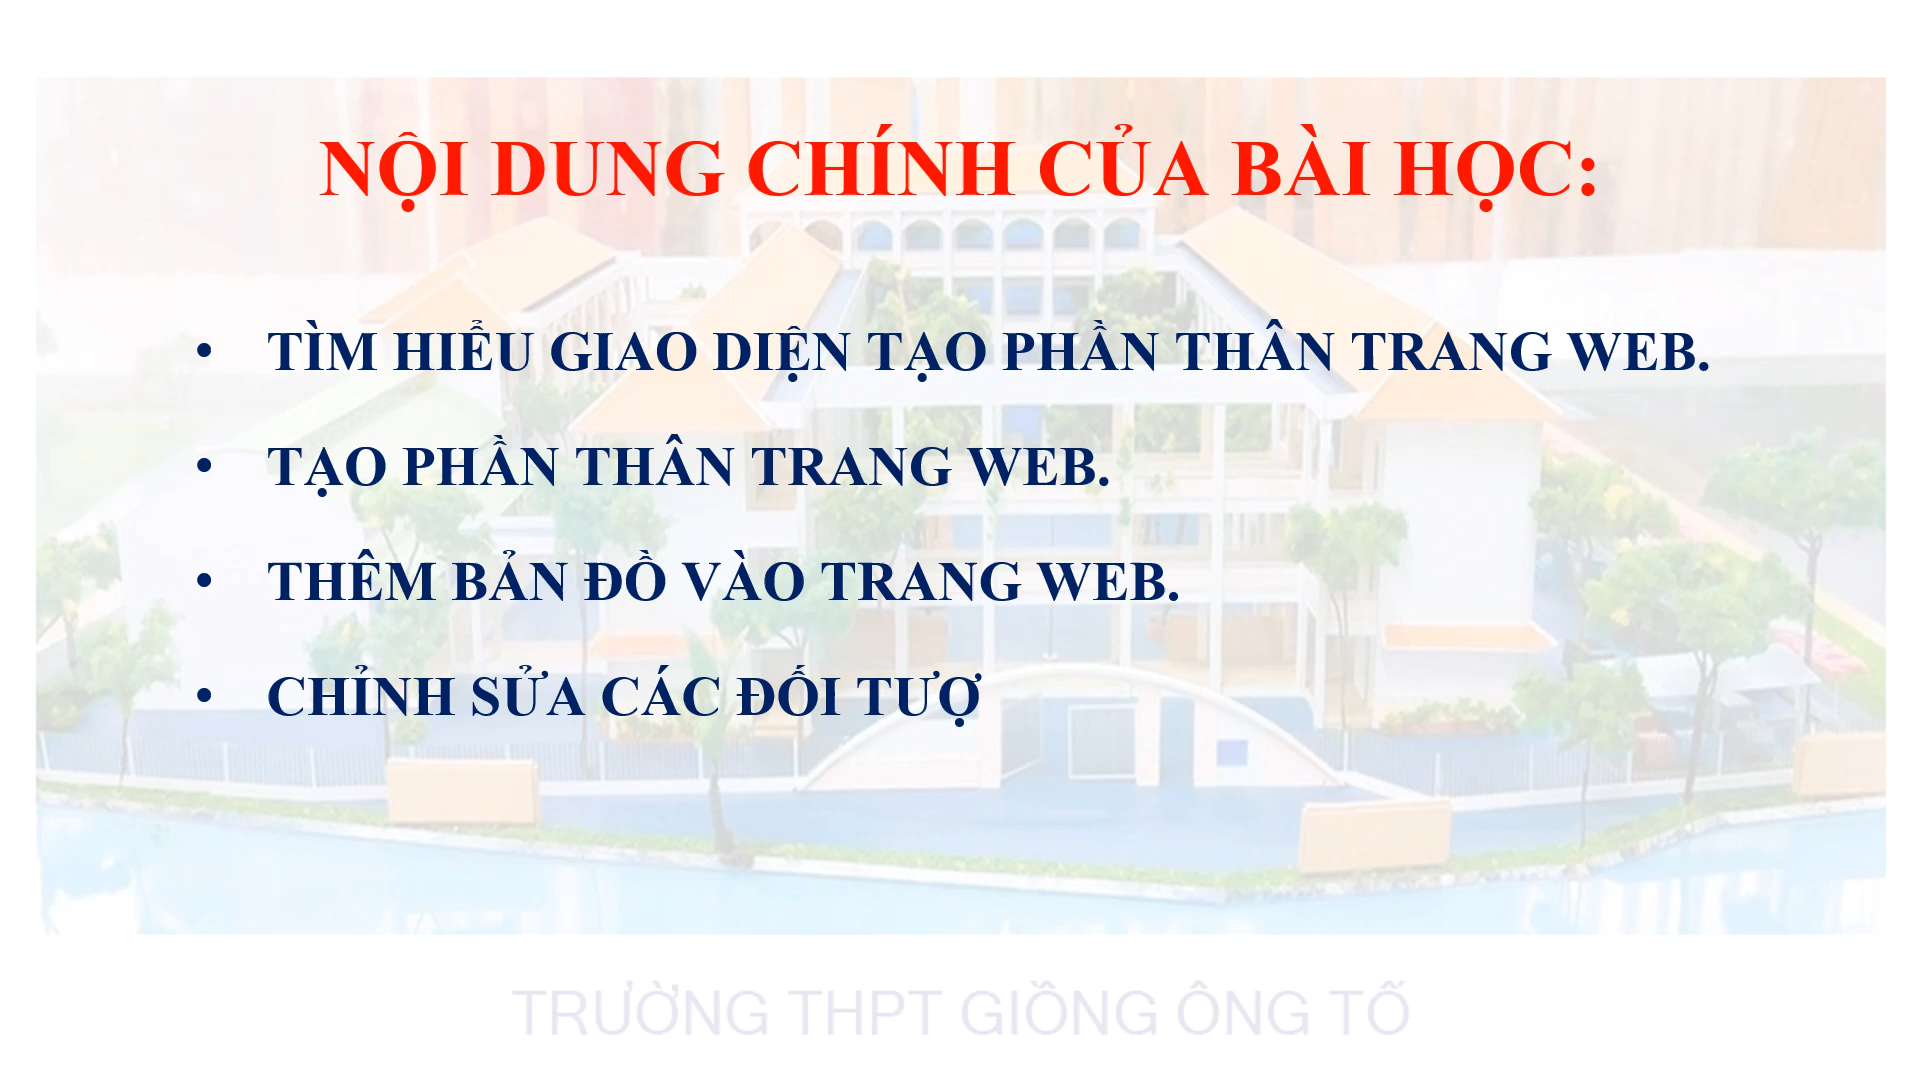 NỘI DUNG CHÍNH CỦA BÀI HỌC:
• TÌM HIỂU GIAO DIỆN TẠO PHẦN THÂN TRANG WEB.
• TẠO PHẦN THÂN TRANG WEB.
• THÊM BẢN ĐỒ VÀO TRANG WEB.
• CHỈNH SỬA CÁC ĐỐI TƯỢ
TRƯỜNG THPT GIỒNG ÔNG TỐ